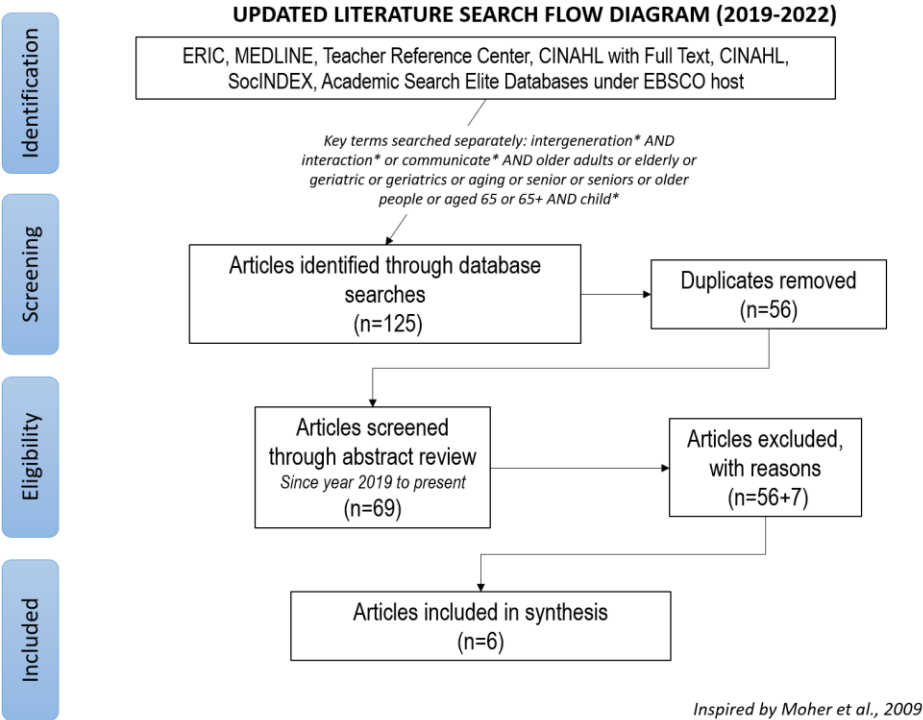 UPDATED LITERATURE SEARCH FLOW DIAGRAM (2019-2022)
Identification
ERIC, MEDLINE, Teacher Reference Center, CINAHL with Full Text, CINAHL,
SocINDEX, Academic Search Elite Databases under EBSCO host
Key terms searched separately: intergeneration* AND
interaction* or communicate* AND older adults or elderly or
geriatric or geriatrics or aging or senior or seniors or older
people or aged 65 or 65+ AND child*
Screening
Articles identified through database
searches
(n=125)
Duplicates removed
(n=56)
Eligibility
Articles screened
through abstract review
Since year 2019 to present
(n=69)
Articles excluded,
with reasons
(n=56+7)
Included
Articles included in synthesis
(n=6)
Inspired by Moher et al., 2009